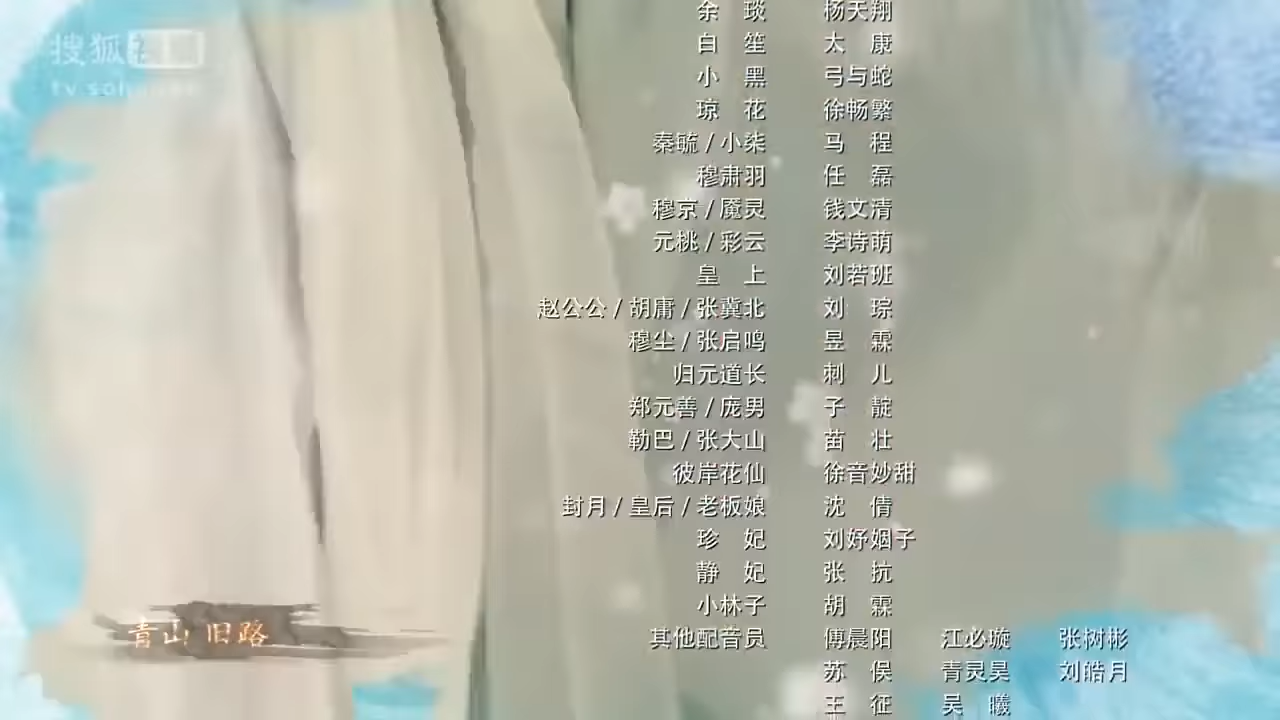 搜狐视频
tv.sohu.com
余 琰 杨天翔
白 笙 太 康
小 黑 弓与蛇
琼 花 徐畅繁
秦毓 / 小柒 马 程
穆肃羽 任 磊
穆京 / 魇灵 钱文清
元桃 / 彩云 李诗萌
皇 上 刘若班
赵公公 / 胡庸 / 张冀北 刘 琮
穆尘 / 张启鸣 昱 霖
归元道长 刺 儿
郑元善 / 庞男 子 靛
勒巴 / 张大山 苗 壮
彼岸花仙 徐音妙甜
封月 / 皇后 / 老板娘 沈 倩
珍 妃 刘妤姻子
静 妃 张 抗
小林子 胡 霖
其他配音员 傅晨阳 江必璇 张树彬
苏 俣 青灵昊 刘皓月
王 征 吴 曦
青山 旧路